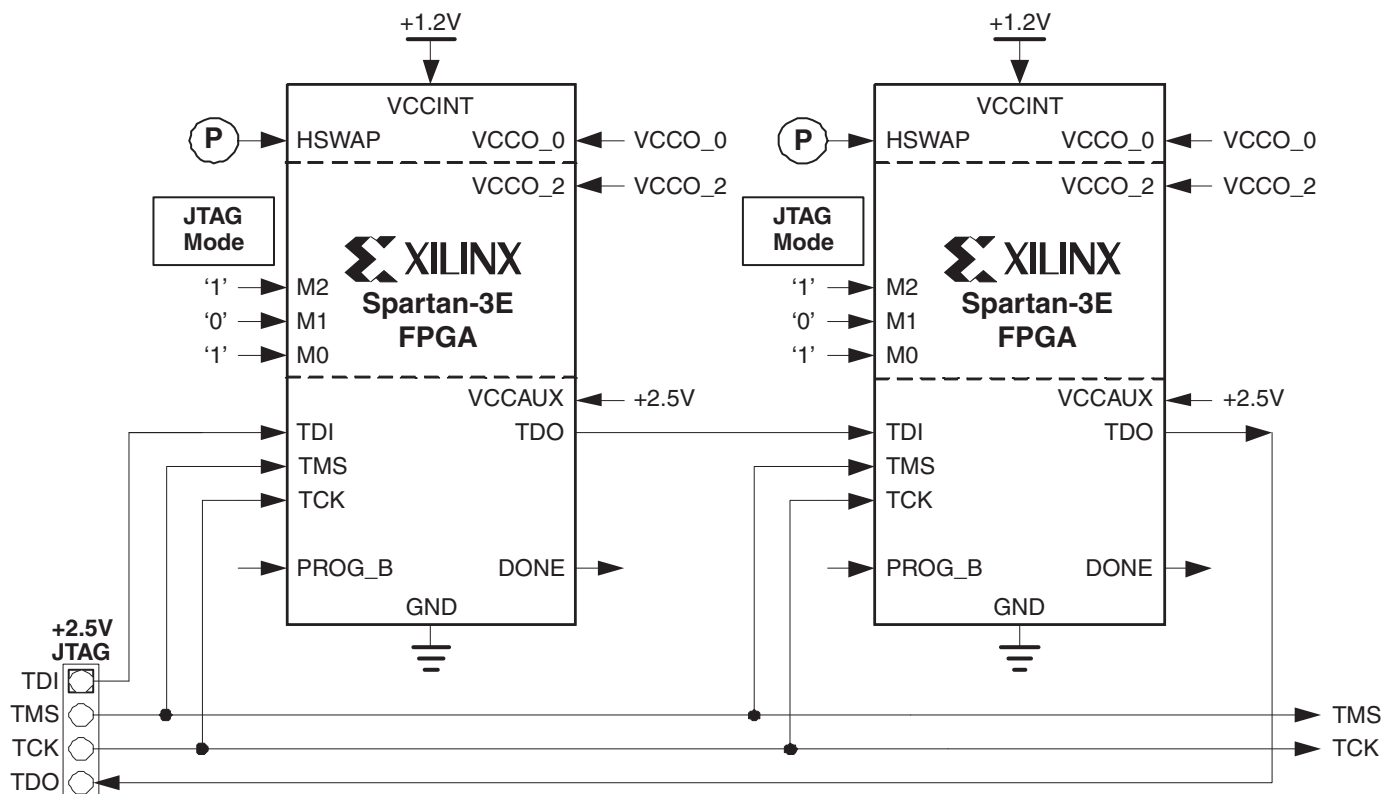 +1.2V +1.2V
VCCINT VCCINT
P HSWAP VCCO_0 VCCO_0 P HSWAP VCCO_0 VCCO_0
VCCO_2 VCCO_2 VCCO_2 VCCO_2
JTAG Mode JTAG Mode
XILINX XILINX
‘1’ M2 Spartan-3E ‘1’ M2 Spartan-3E
‘0’ M1 FPGA ‘0’ M1 FPGA
‘1’ M0 ‘1’ M0
VCCAUX +2.5V VCCAUX +2.5V
TDI TDO TDI TDO
TMS TMS
TCK TCK
PROG_B DONE PROG_B DONE
GND GND
+2.5V
JTAG
TDI
TMS TMS
TCK TCK
TDO